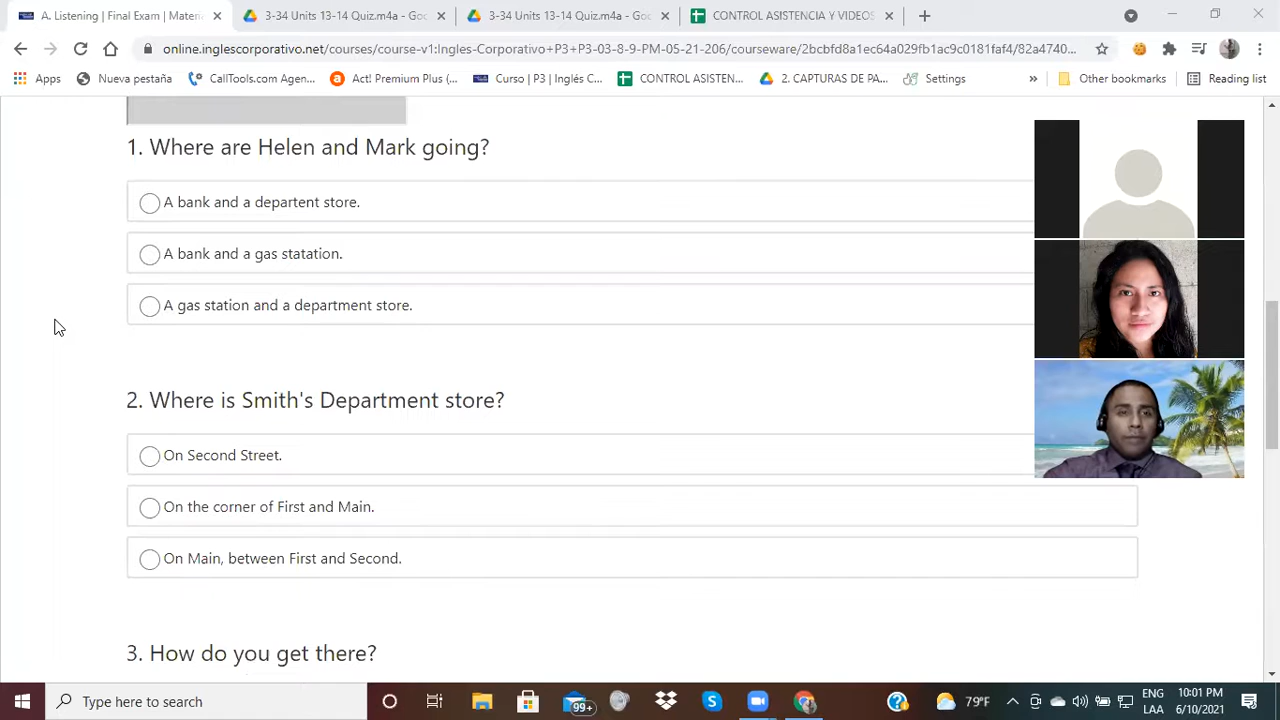 A. Listening | Final Exam | Mater
3-34 Units 13-14 Quiz.m4a - Goo
3-34 Units 13-14 Quiz.m4a - Goo
CONTROL ASISTENCIA Y VIDEOS
online.inglescorporativo.net/courses/course-v1:Ingles-Corporativo+P3+P3-03-8-9-PM-05-21-206/courseware/2bcbfd8a1ec64a029fb1ac9c0181faf4/82a4740...
Apps
Nueva pestaña
CallTools.com Agen...
Act! Premium Plus (...
Curso | P3 | Inglés C...
CONTROL ASISTEN...
2. CAPTURAS DE PA...
Settings
»
Other bookmarks
Reading list
1. Where are Helen and Mark going?
A bank and a departent store.
A bank and a gas statation.
A gas station and a department store.
2. Where is Smith's Department store?
On Second Street.
On the corner of First and Main.
On Main, between First and Second.
3. How do you get there?
Type here to search
99+
79°F
ENG
LAA
10:01 PM
6/10/2021